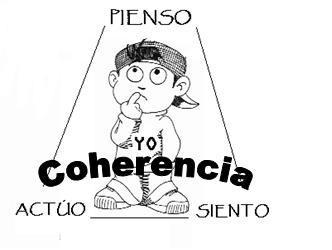 PIENSO
YO
Coherencia
ACTÚO SIENTO